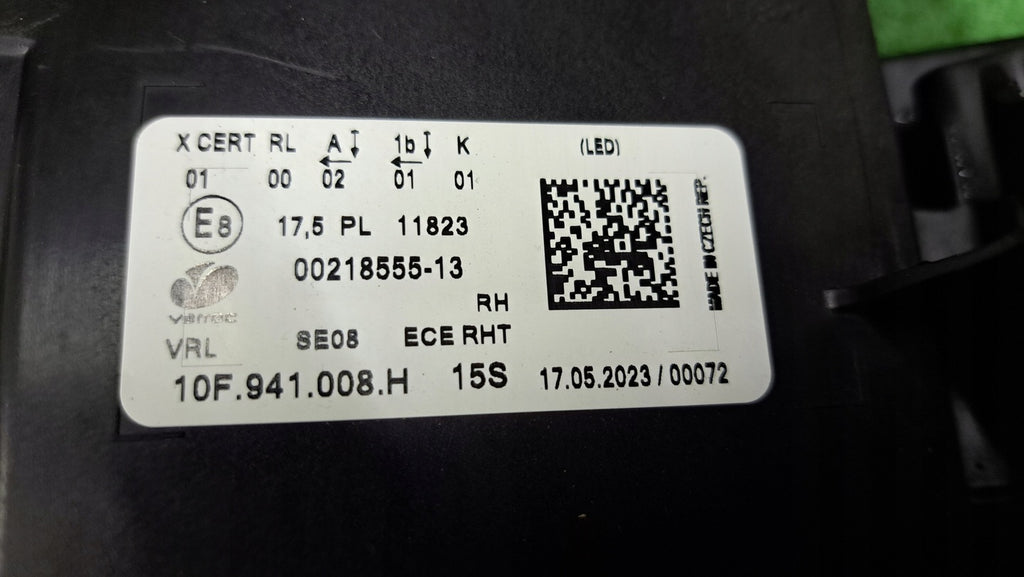 X CERT RL A↕ 1b↕ K (LED)
← ←
01 00 02 01 01
E8 17,5 PL 11823
00218555-13
RH
varroc
VRL SE08 ECE RHT
10F.941.008.H 15S 17.05.2023/00072
MADE IN CZECH REP.